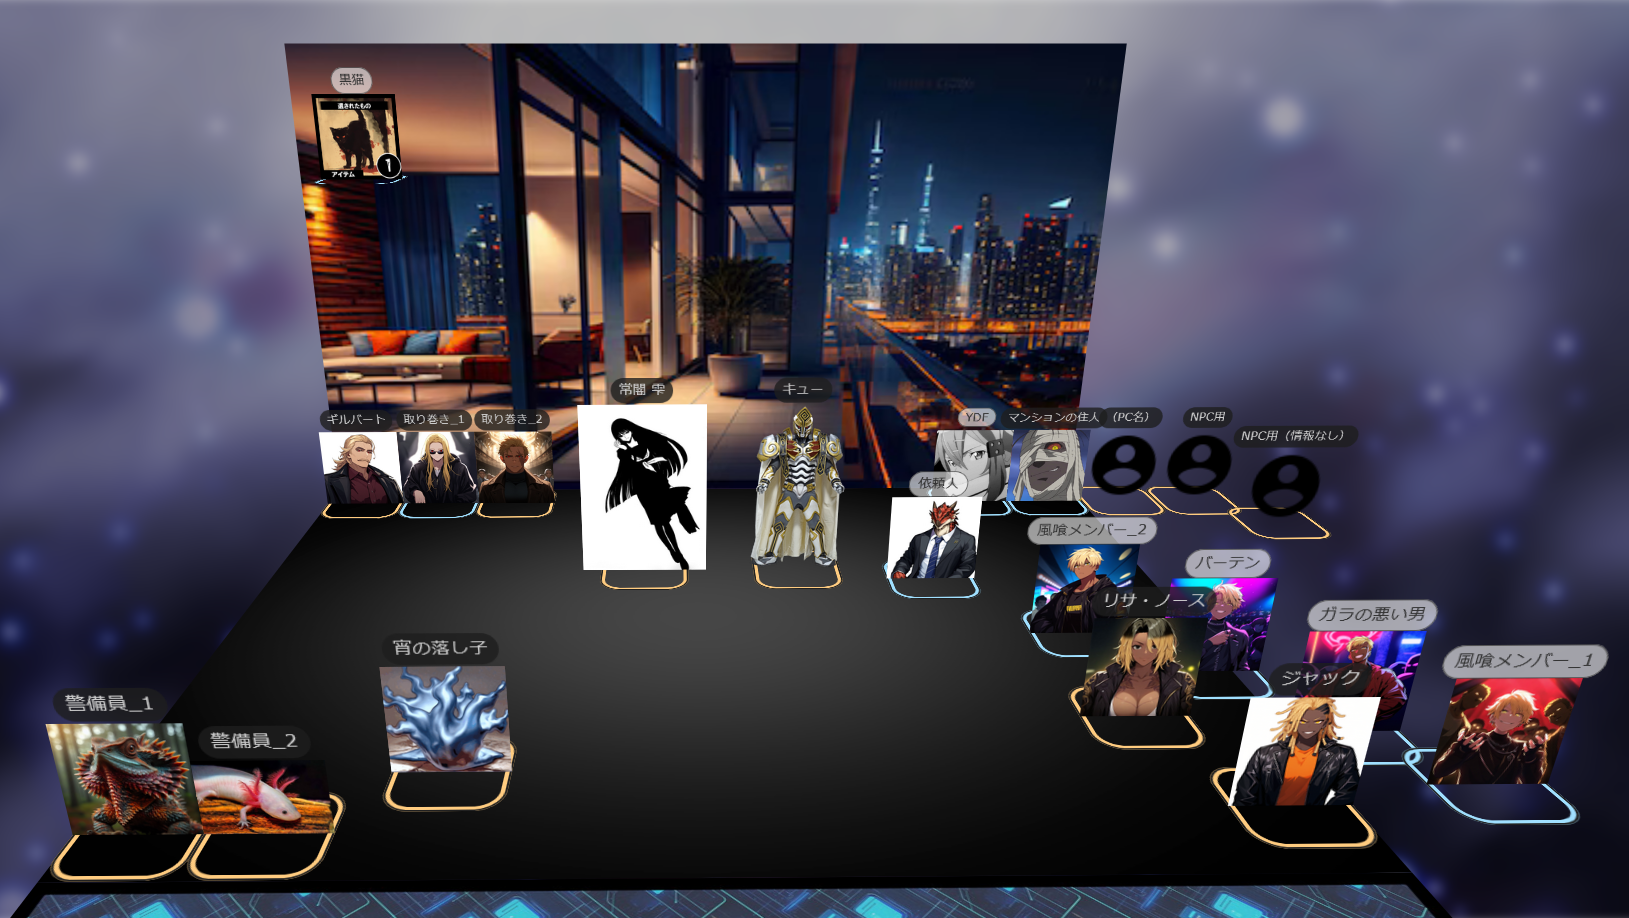 黒猫
遺されたもの
1
アイテム
常闇 雫
キュー
ギルバート
取り巻き_1
取り巻き_2
YDF
マンションの住人
（PC名）
NPC用
NPC用（情報なし）
依頼人
風喰メンバー_2
バーテン
リサ・ノース
ガラの悪い男
風喰メンバー_1
ジャック
宵の落し子
警備員_1
警備員_2